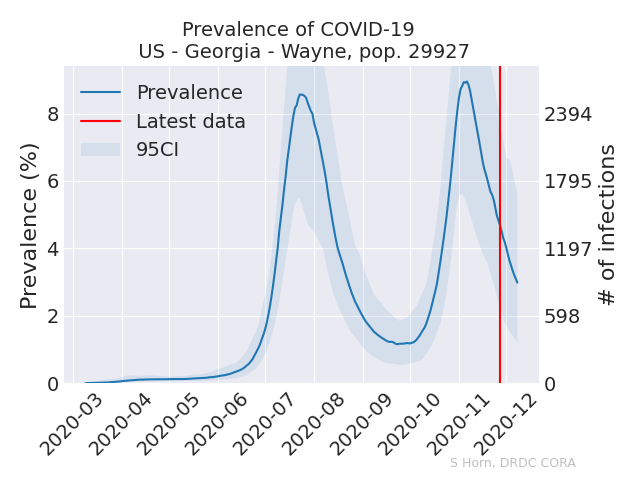 Prevalence of COVID-19
US - Georgia - Wayne, pop. 29927
Prevalence
Latest data
95CI
Prevalence (%)
8
6
4
2
0
2394
1795
1197
598
0
# of infections
2020-03
2020-04
2020-05
2020-06
2020-07
2020-08
2020-09
2020-10
2020-11
2020-12
S Horn, DRDC CORA